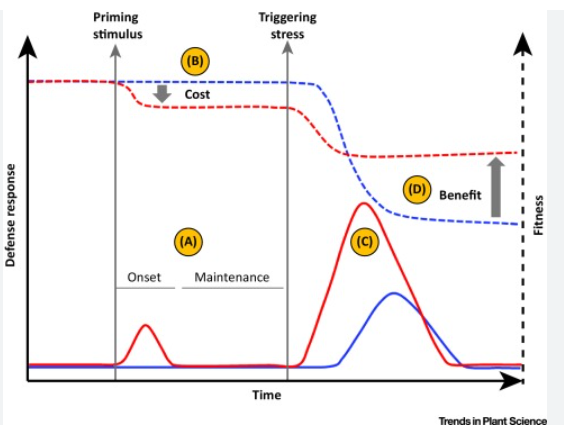 Priming
stimulus
Triggering
stress
(B)
Cost
(D)
Benefit
(A)
(C)
Onset
Maintenance
Defense response
Fitness
Time
Trends in Plant Science